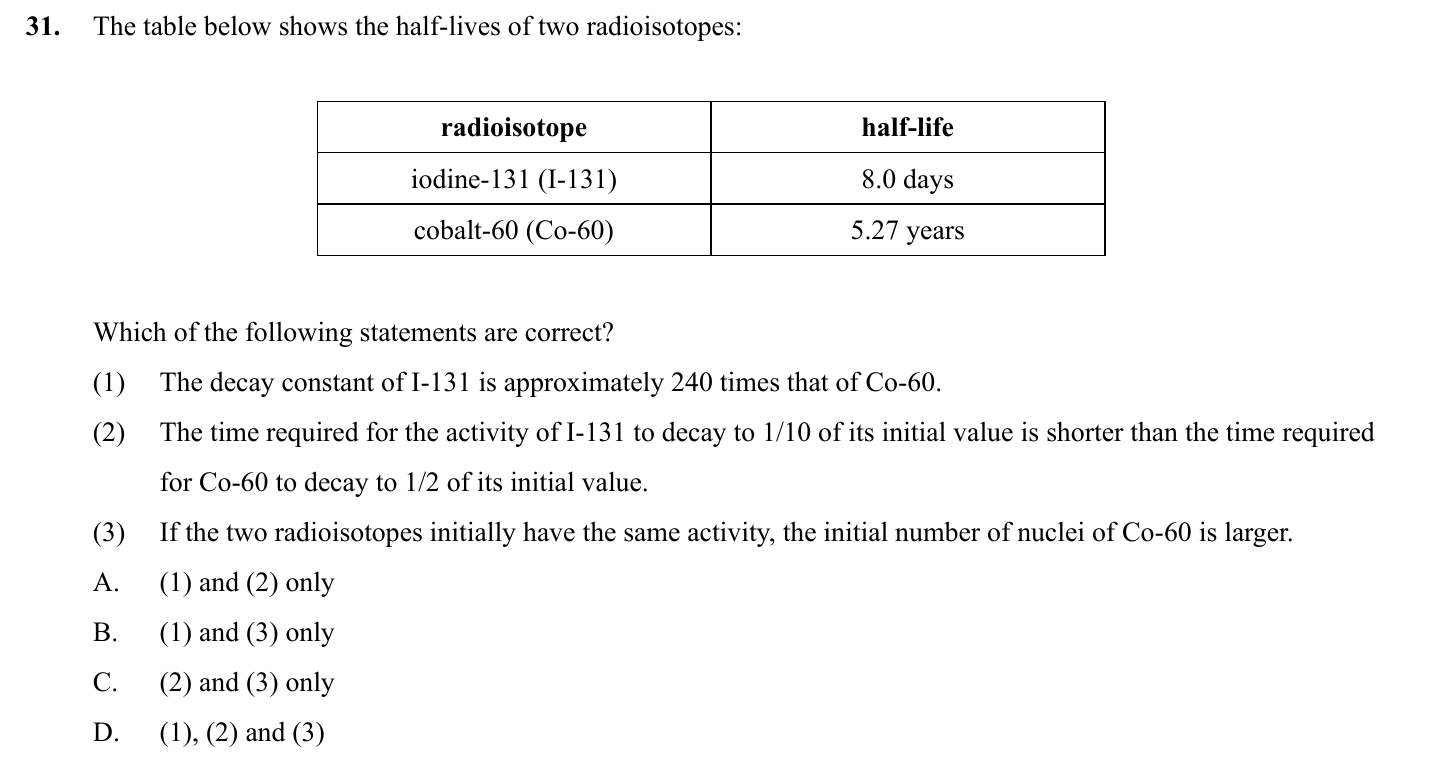 31. The table below shows the half-lives of two radioisotopes:
radioisotope half-life
iodine-131 (I-131) 8.0 days
cobalt-60 (Co-60) 5.27 years
Which of the following statements are correct?
(1) The decay constant of I-131 is approximately 240 times that of Co-60.
(2) The time required for the activity of I-131 to decay to 1/10 of its initial value is shorter than the time required
for Co-60 to decay to 1/2 of its initial value.
(3) If the two radioisotopes initially have the same activity, the initial number of nuclei of Co-60 is larger.
A. (1) and (2) only
B. (1) and (3) only
C. (2) and (3) only
D. (1), (2) and (3)